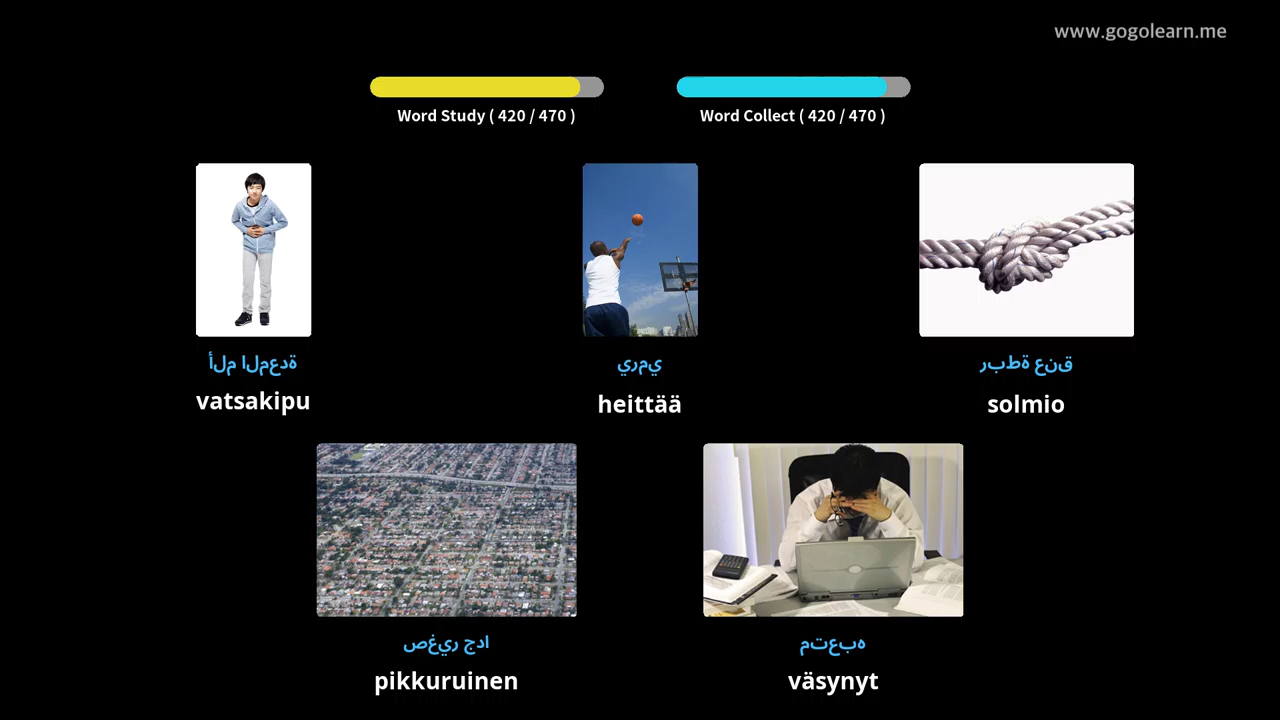 www.gogolearn.me
Word Study ( 420 / 470 )
Word Collect ( 420 / 470 )
ألم المعدة
vatsakipu
يرمي
heittää
ربطة عنق
solmio
صغير جدا
pikkuruinen
متعبه
väsynyt